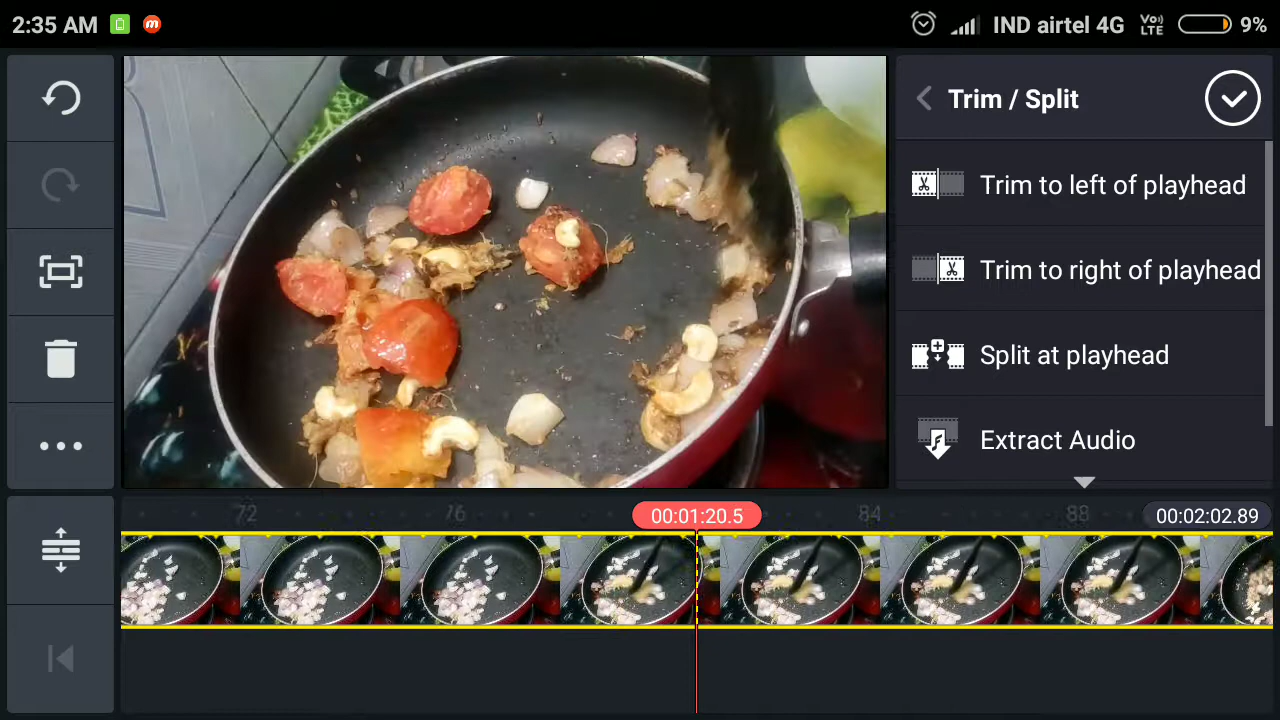 2:35 AM IND airtel 4G Vo) LTE 9%
Trim / Split
Trim to left of playhead
Trim to right of playhead
Split at playhead
Extract Audio
72 76 00:01:20.5 84 88 00:02:02.89